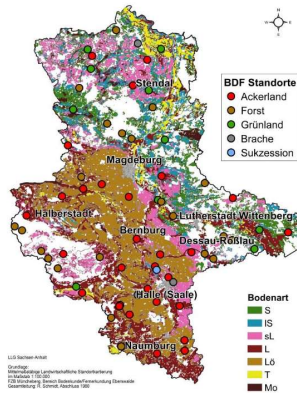 Stendal
BDF Standorte
Ackerland
Forst
Grünland
Brache
Sukzession
Magdeburg
Halberstadt
Lutherstadt Wittenberg
Bernburg
Dessau-Roßlau
Halle (Saale)
Naumburg
Bodenart
S
lS
sL
L
Lö
T
Mo
LLG Sachsen-Anhalt
Grundlage:
Mittelmaßstäbige Landwirtschaftliche Standortkartierung
im Maßstab 1:100.000
FZB Müncheberg, Bereich Bodenkunde/Fernerkundung Eberswalde
Gesamtleitung: R. Schmidt, Abschluss 1980